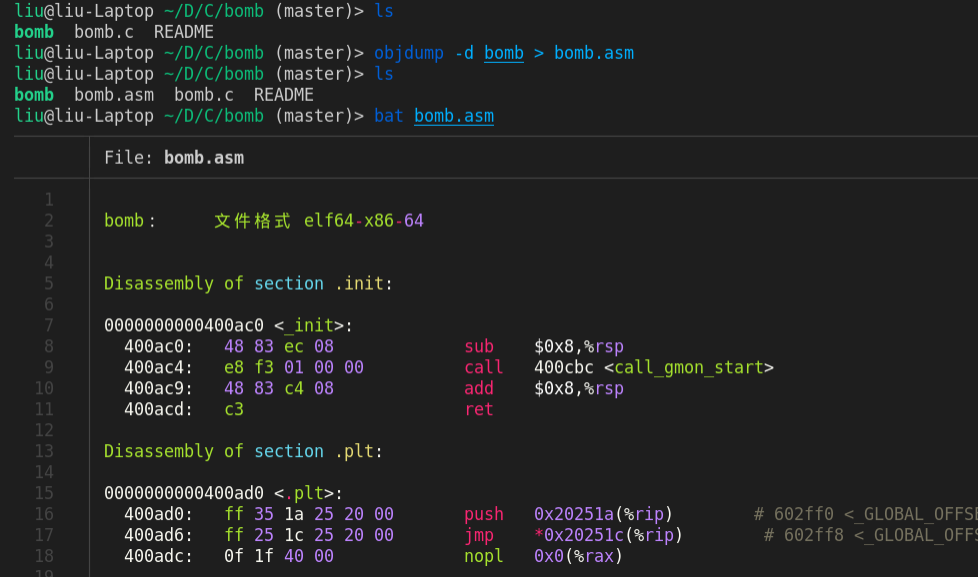 liu@liu-Laptop ~/D/C/bomb (master)> ls
bomb  bomb.c  README
liu@liu-Laptop ~/D/C/bomb (master)> objdump -d bomb > bomb.asm
liu@liu-Laptop ~/D/C/bomb (master)> ls
bomb  bomb.asm  bomb.c  README
liu@liu-Laptop ~/D/C/bomb (master)> bat bomb.asm
File: bomb.asm
1
2 bomb：     文件格式 elf64-x86-64
3
4
5 Disassembly of section .init:
6
7 0000000000400ac0 <_init>:
8   400ac0:   48 83 ec 08             sub    $0x8,%rsp
9   400ac4:   e8 f3 01 00 00          call   400cbc <call_gmon_start>
10   400ac9:   48 83 c4 08             add    $0x8,%rsp
11   400acd:   c3                      ret
12
13 Disassembly of section .plt:
14
15 0000000000400ad0 <.plt>:
16   400ad0:   ff 35 1a 25 20 00       push   0x20251a(%rip)        # 602ff0 <_GLOBAL_OFFSE
17   400ad6:   ff 25 1c 25 20 00       jmp    *0x20251c(%rip)        # 602ff8 <_GLOBAL_OFFS
18   400adc:   0f 1f 40 00             nopl   0x0(%rax)